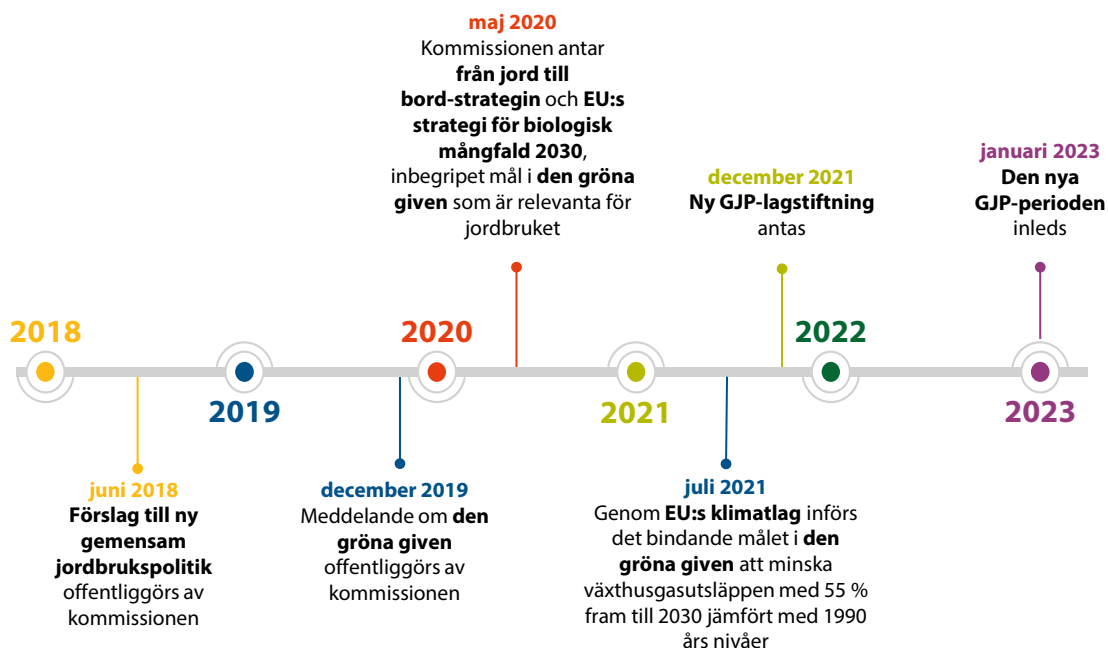 maj 2020
Kommissionen antar
från jord till
bord-strategin och EU:s
strategi för biologisk
mångfald 2030,
inbegripet mål i den gröna
given som är relevanta för
jordbruket
december 2021
Ny GJP-lagstiftning
antas
januari 2023
Den nya
GJP-perioden
inleds
2018
2019
2020
2021
2022
2023
juni 2018
Förslag till ny
gemensam
jordbrukspolitik
offentliggörs av
kommissionen
december 2019
Meddelande om den
gröna given
offentliggörs av
kommissionen
juli 2021
Genom EU:s klimatlag införs
det bindande målet i den
gröna given att minska
växthusgasutsläppen med 55 %
fram till 2030 jämfört med 1990
års nivåer